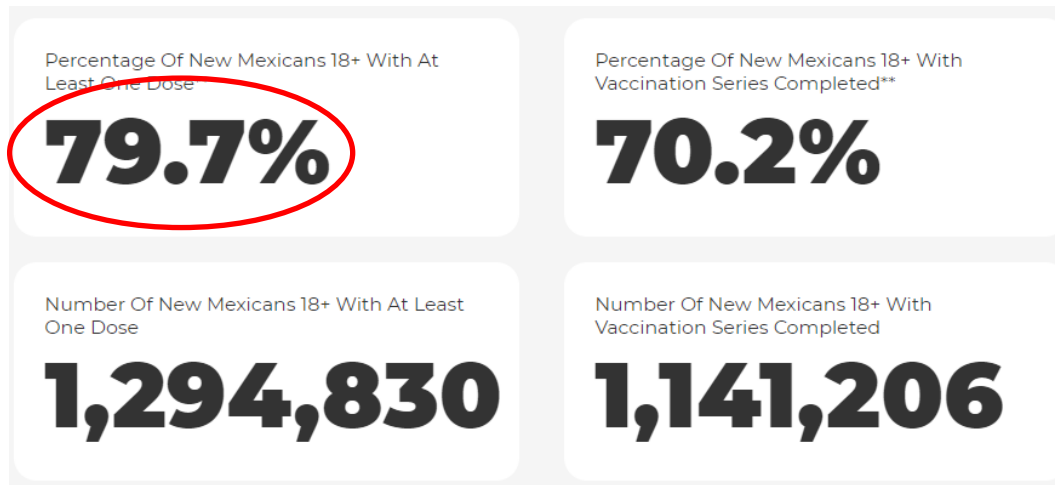 Percentage Of New Mexicans 18+ With At
Least One Dose
79.7%
Percentage Of New Mexicans 18+ With
Vaccination Series Completed**
70.2%
Number Of New Mexicans 18+ With At Least
One Dose
1,294,830
Number Of New Mexicans 18+ With
Vaccination Series Completed
1,141,206